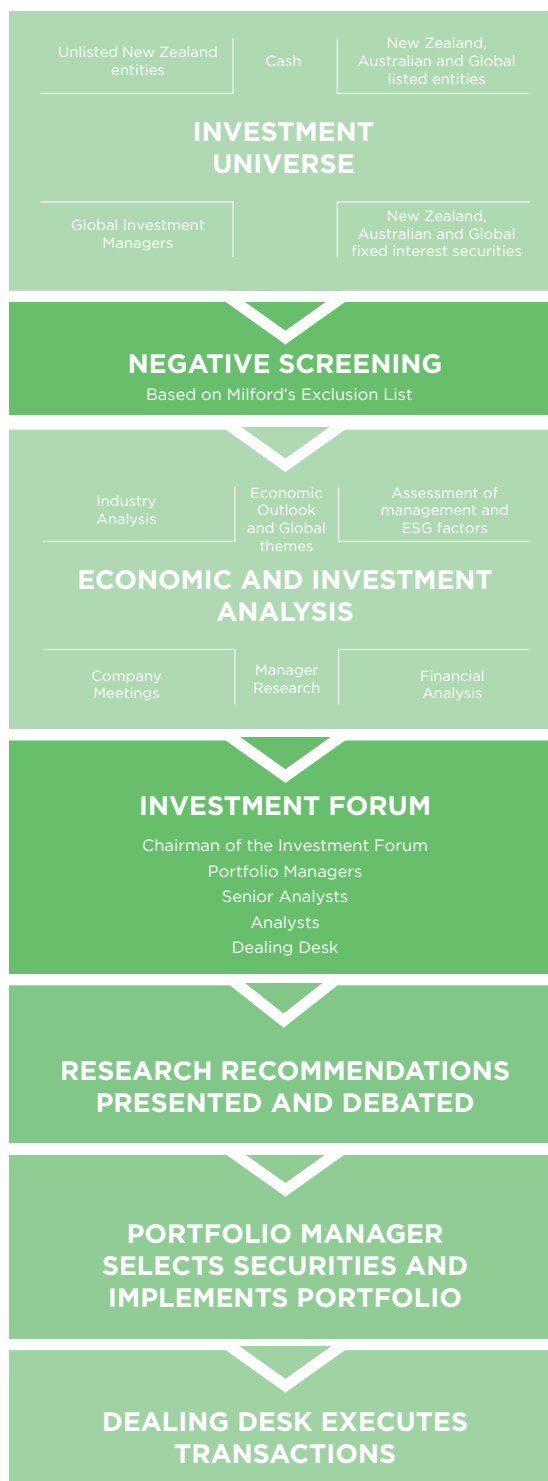 Unlisted New Zealand
entities
Cash
New Zealand,
Australian and Global
listed entities
INVESTMENT
UNIVERSE
Global Investment
Managers
New Zealand,
Australian and Global
fixed interest securities
NEGATIVE SCREENING
Based on Milford's Exclusion List
Industry
Analysis
Economic
Outlook
and Global
themes
Assessment of
management and
ESG factors
ECONOMIC AND INVESTMENT
ANALYSIS
Company
Meetings
Manager
Research
Financial
Analysis
INVESTMENT FORUM
Chairman of the Investment Forum
Portfolio Managers
Senior Analysts
Analysts
Dealing Desk
RESEARCH RECOMMENDATIONS
PRESENTED AND DEBATED
PORTFOLIO MANAGER
SELECTS SECURITIES AND
IMPLEMENTS PORTFOLIO
DEALING DESK EXECUTES
TRANSACTIONS